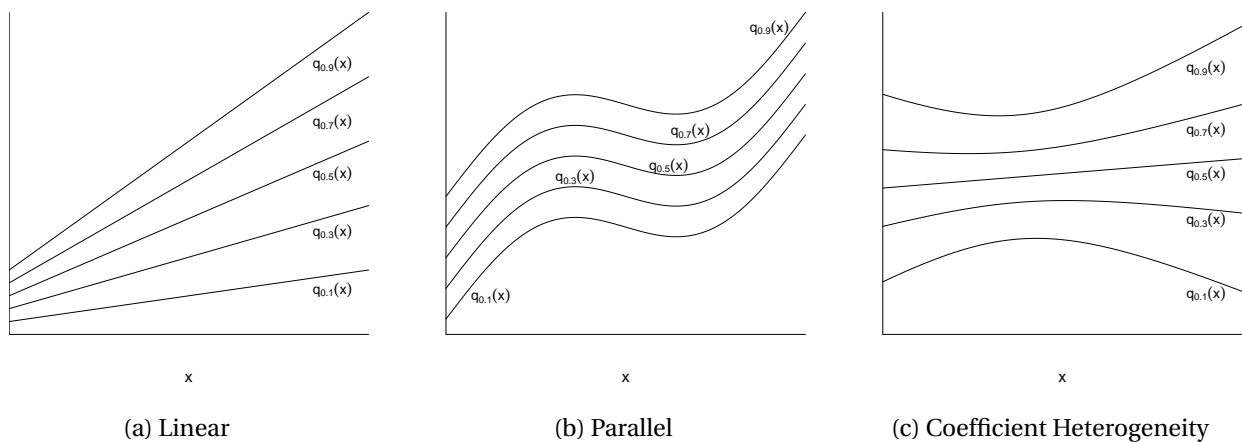 q0.9(x)
q0.7(x)
q0.5(x)
q0.3(x)
q0.1(x)
x
(a) Linear
q0.9(x)
q0.7(x)
q0.5(x)
q0.3(x)
q0.1(x)
x
(b) Parallel
q0.9(x)
q0.7(x)
q0.5(x)
q0.3(x)
q0.1(x)
x
(c) Coefficient Heterogeneity